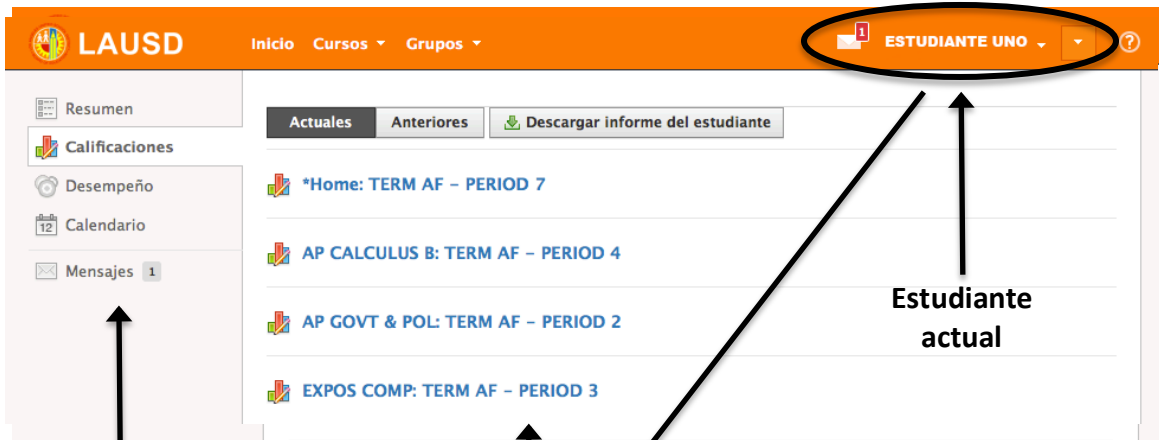 LAUSD Inicio Cursos Grupos 1 ESTUDIANTE UNO ?
Resumen
Calificaciones
Desempeño
12 Calendario
Mensajes 1
Actuales Anteriores Descargar informe del estudiante
*Home: TERM AF – PERIOD 7
AP CALCULUS B: TERM AF – PERIOD 4
AP GOVT & POL: TERM AF – PERIOD 2
EXPOS COMP: TERM AF – PERIOD 3
Estudiante
actual